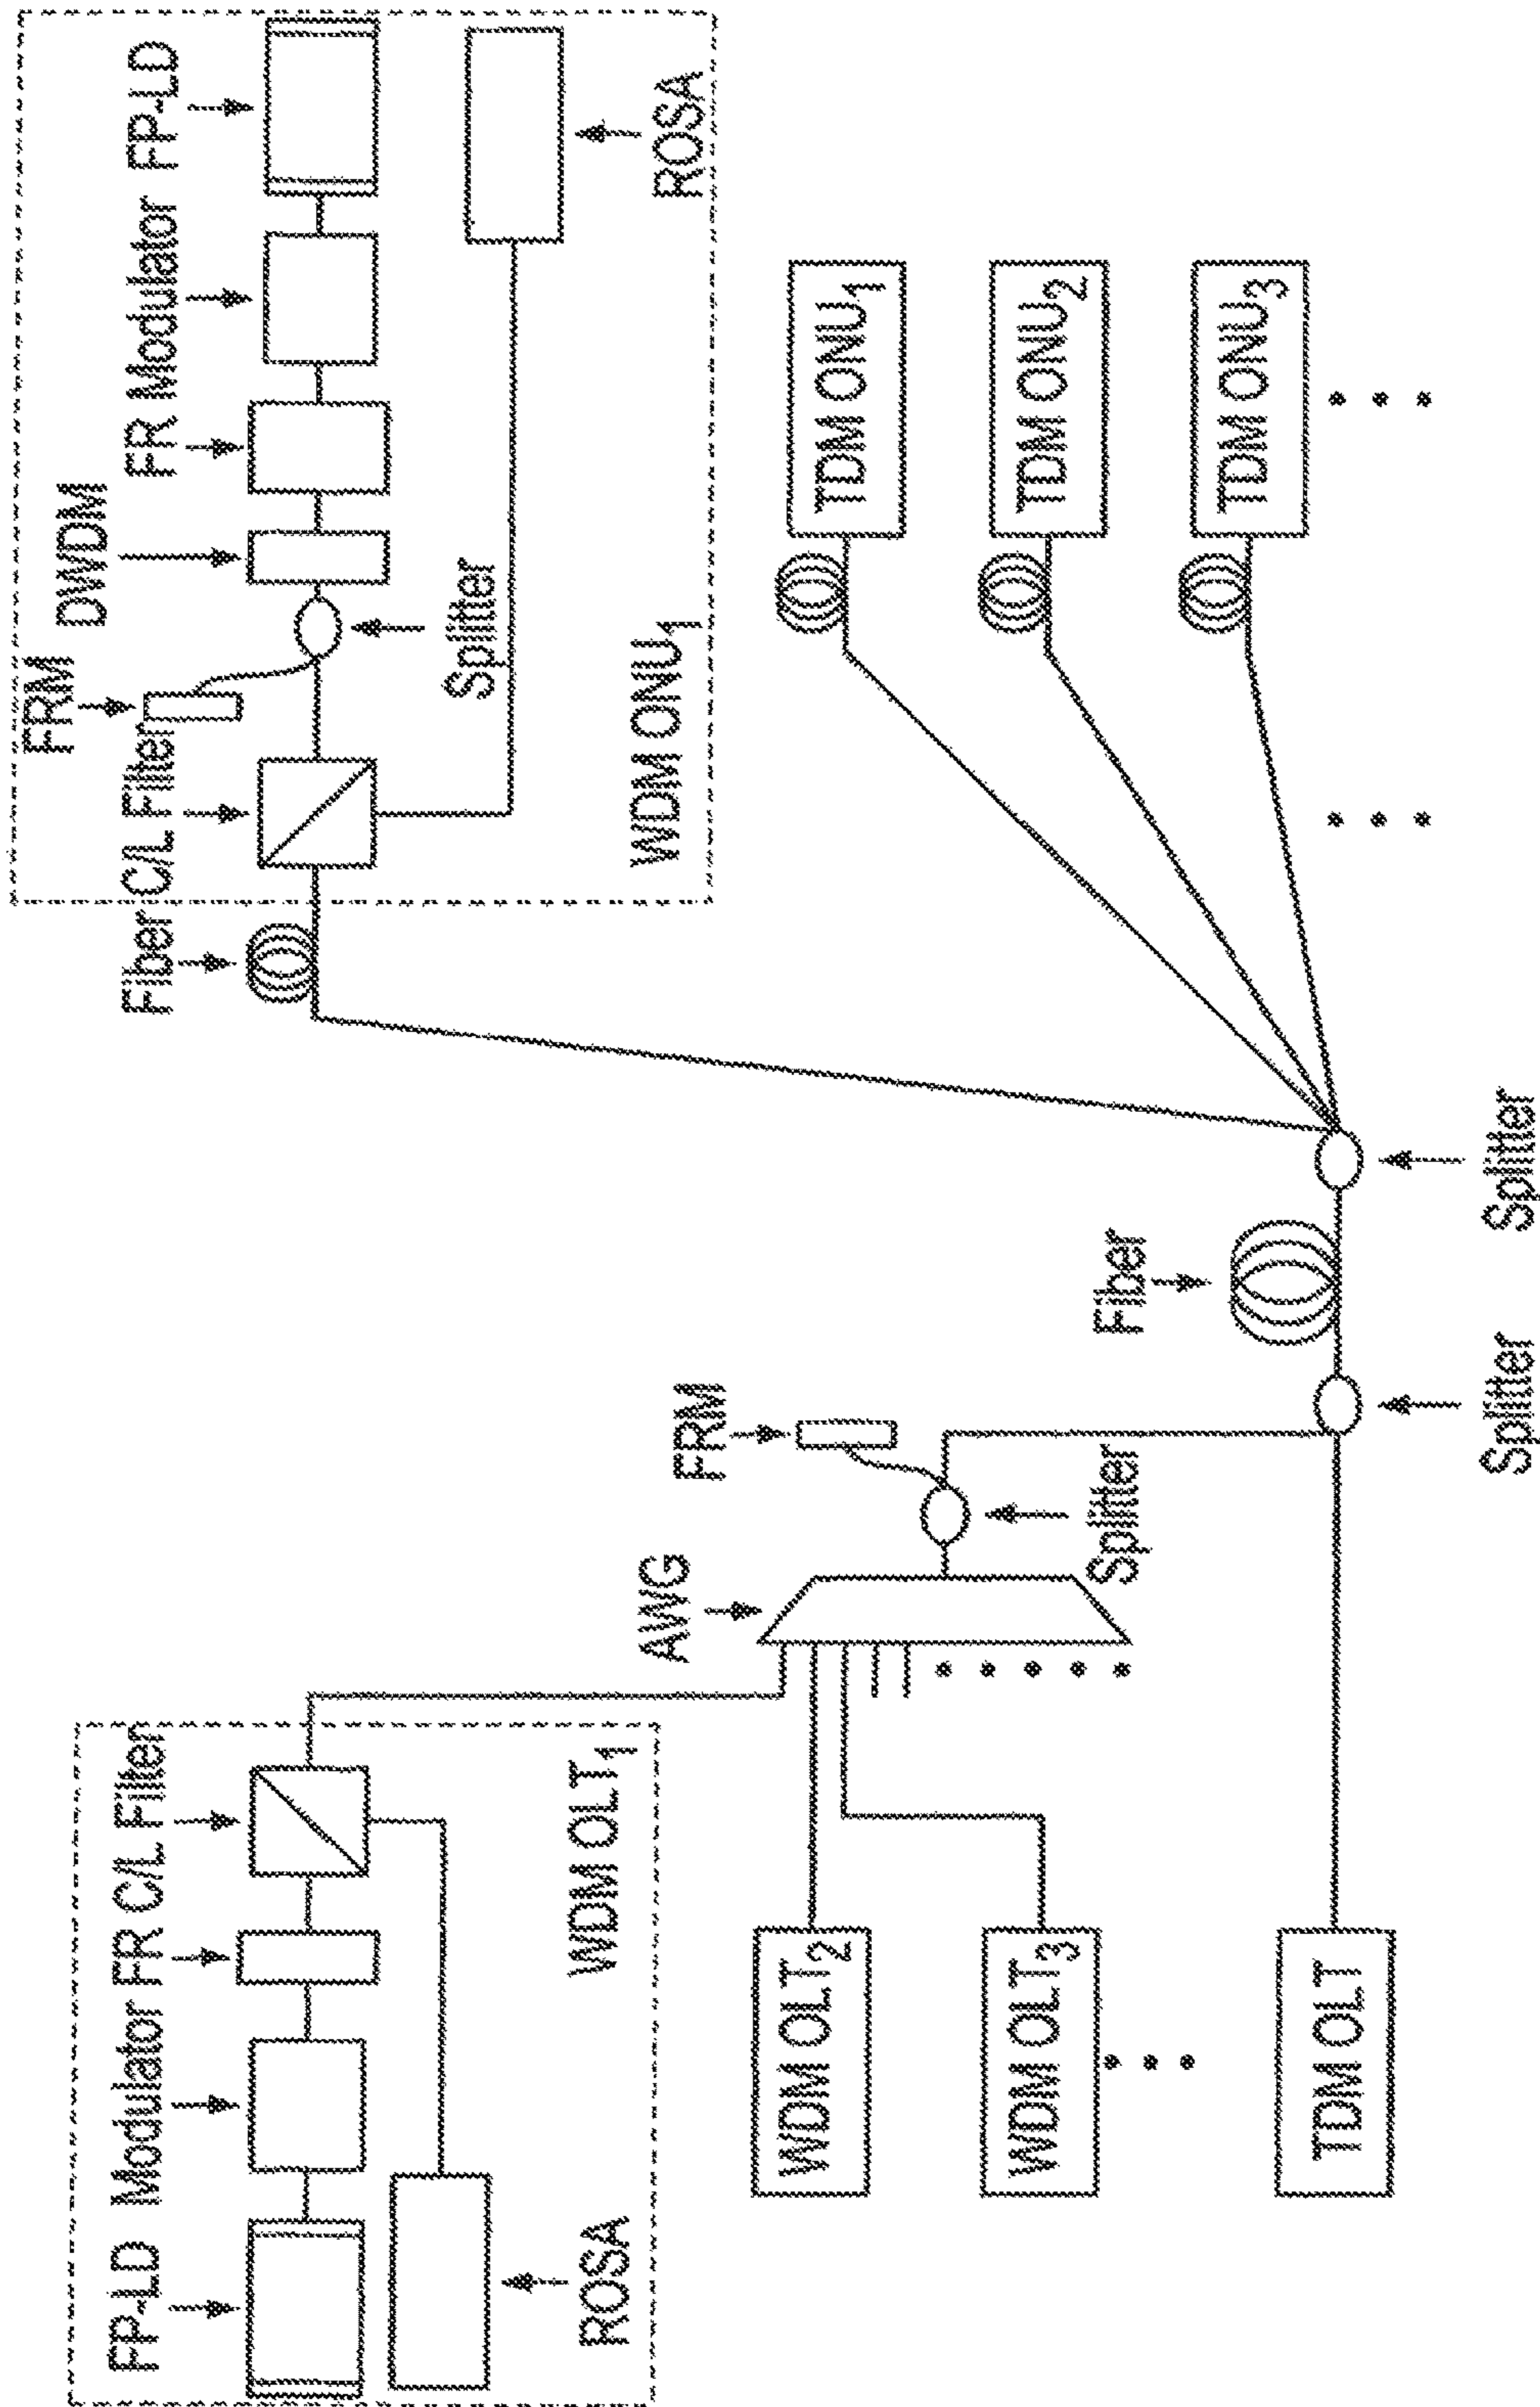 FP-LD Modulator FR C/L Filter
ROSA
WDM OLT1
WDM OLT2
WDM OLT3
TDM OLT
AWG
FRM
Splitter
Splitter
Fiber
Splitter
Fiber C/L Filter
FRM
DWDM
FR Modulator FP-LD
Splitter
ROSA
WDM ONU1
TDM ONU1
TDM ONU2
TDM ONU3